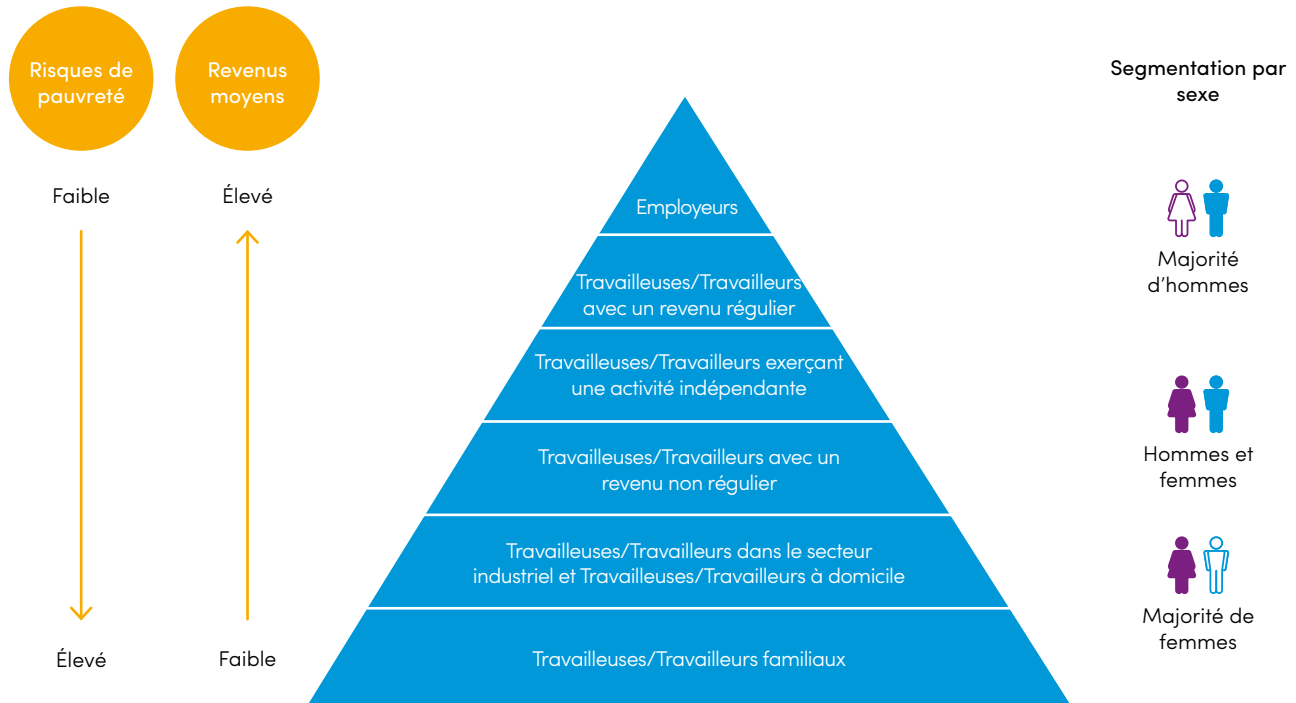 Risques de
pauvreté
Revenus
moyens
Segmentation par
sexe
Faible
Élevé
Employeurs
Majorité
d’hommes
Travailleuses/Travailleurs
avec un revenu régulier
Travailleuses/Travailleurs exerçant
une activité indépendante
Hommes et
femmes
Travailleuses/Travailleurs avec un
revenu non régulier
Travailleuses/Travailleurs dans le secteur
industriel et Travailleuses/Travailleurs à domicile
Majorité de
femmes
Élevé
Faible
Travailleuses/Travailleurs familiaux